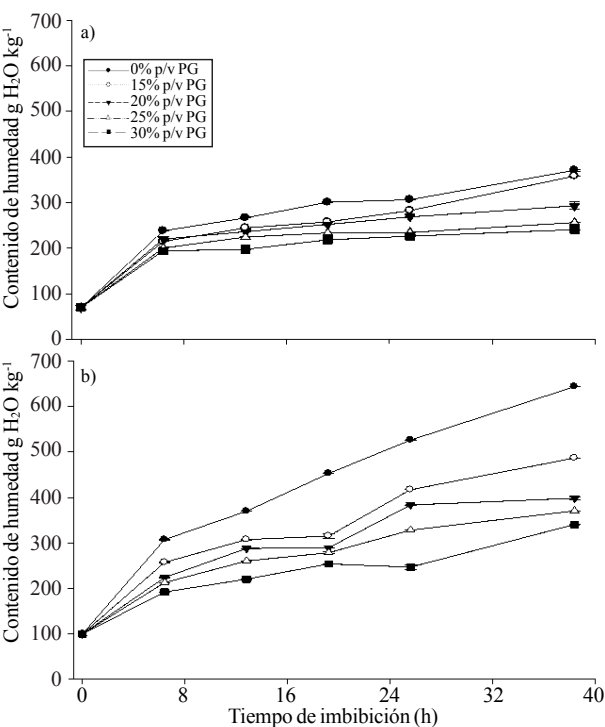 a)
Contenido de humedad g H₂O kg⁻¹
700
600
500
400
300
200
100
0
0% p/v PG
15% p/v PG
20% p/v PG
25% p/v PG
30% p/v PG
b)
Contenido de humedad g H₂O kg⁻¹
700
600
500
400
300
200
100
0
0 8 16 24 32 40
Tiempo de imbibición (h)